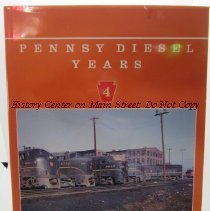 PENNSY DIESEL
YEARS
4
History Center on Main Street: Do Not Copy